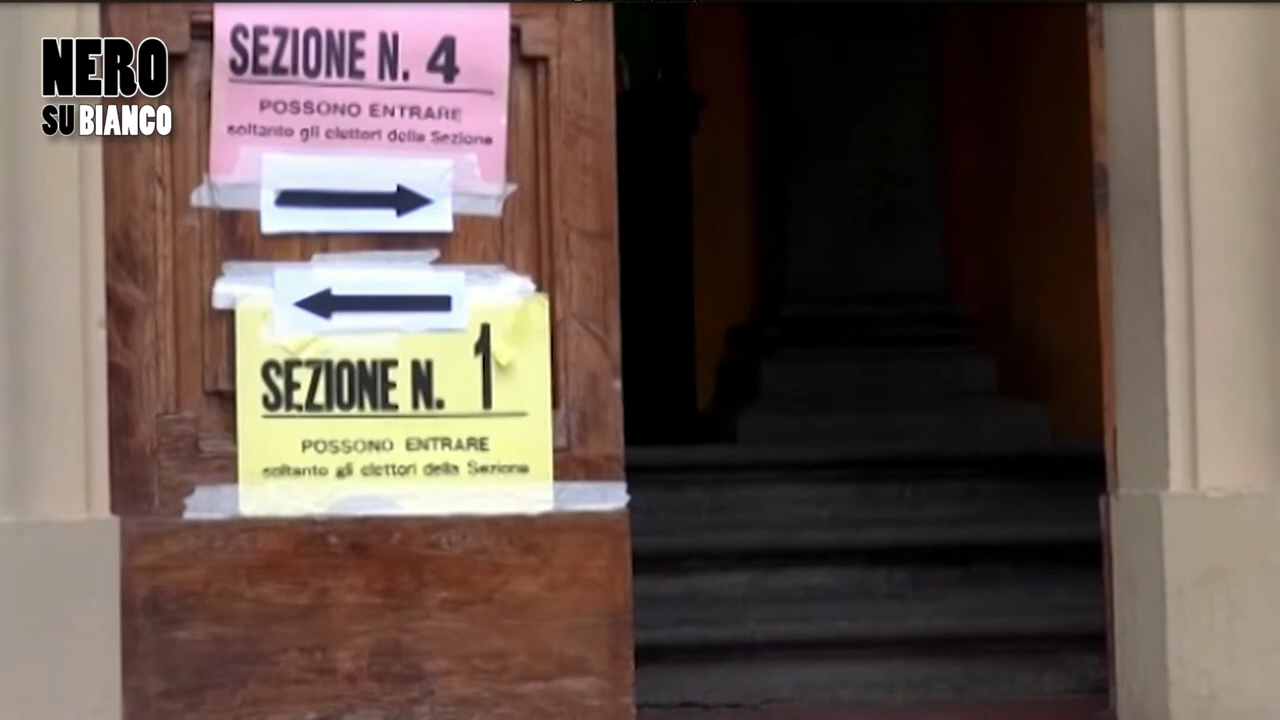 NERO
SU BIANCO
SEZIONE N. 4
POSSONO ENTRARE
soltanto gli elettori della Sezione
SEZIONE N. 1
POSSONO ENTRARE
soltanto gli elettori della Sezione